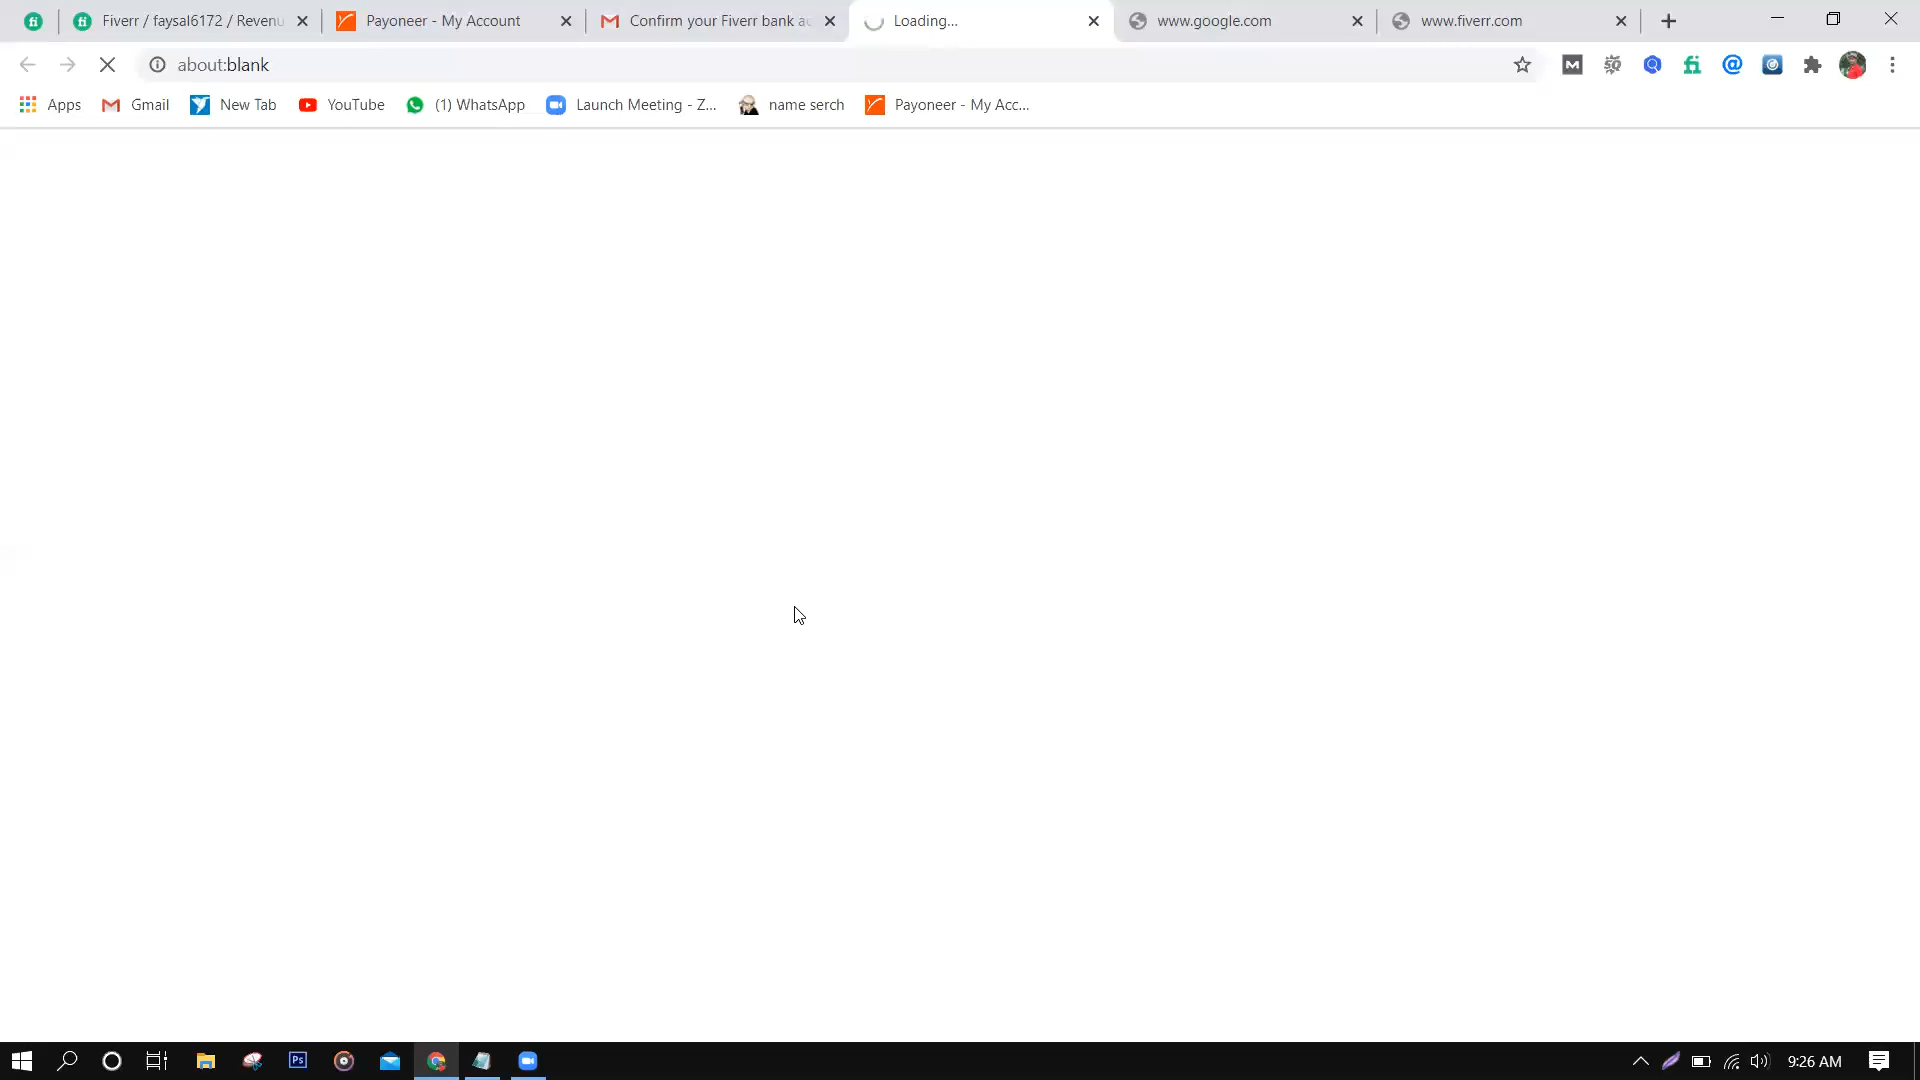 Fiverr / faysal6172 / Revenu
Payoneer - My Account
Confirm your Fiverr bank a
Loading...
www.google.com
www.fiverr.com
about:blank
Apps
Gmail
New Tab
YouTube
(1) WhatsApp
Launch Meeting - Z...
name serch
Payoneer - My Acc...
9:26 AM